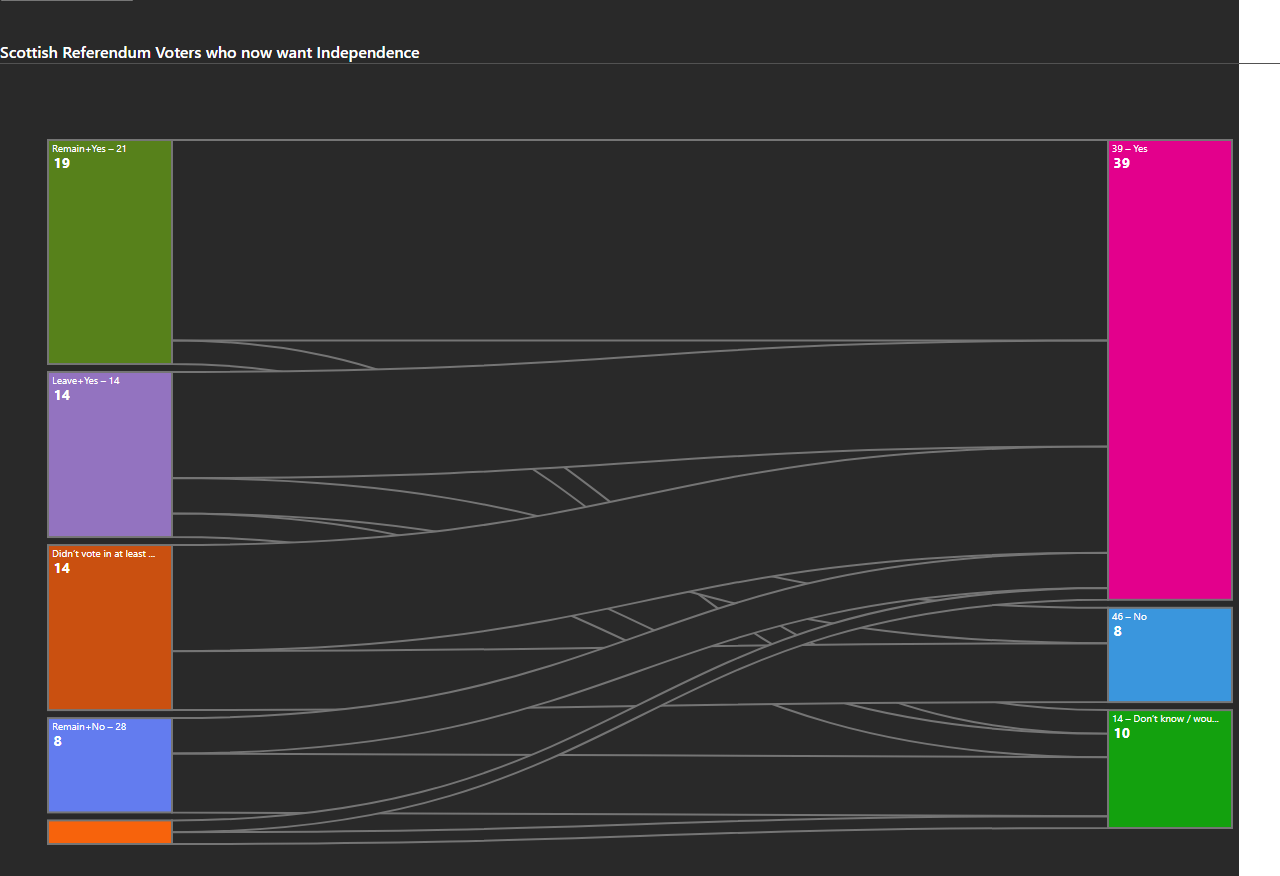 Scottish Referendum Voters who now want Independence
Remain+Yes – 21
19
39 – Yes
39
Leave+Yes – 14
14
Didn't vote in at least ...
14
46 – No
8
Remain+No – 28
8
14 – Don't know / wou...
10